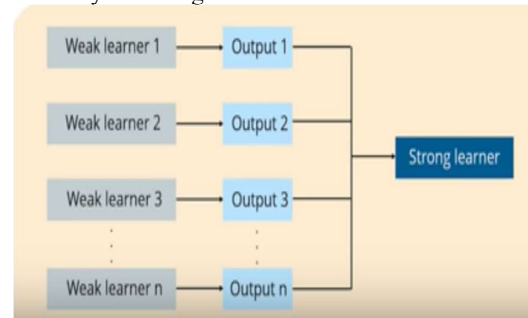 Weak learner 1 Output 1
Weak learner 2 Output 2
Strong learner
Weak learner 3 Output 3
Weak learner n Output n